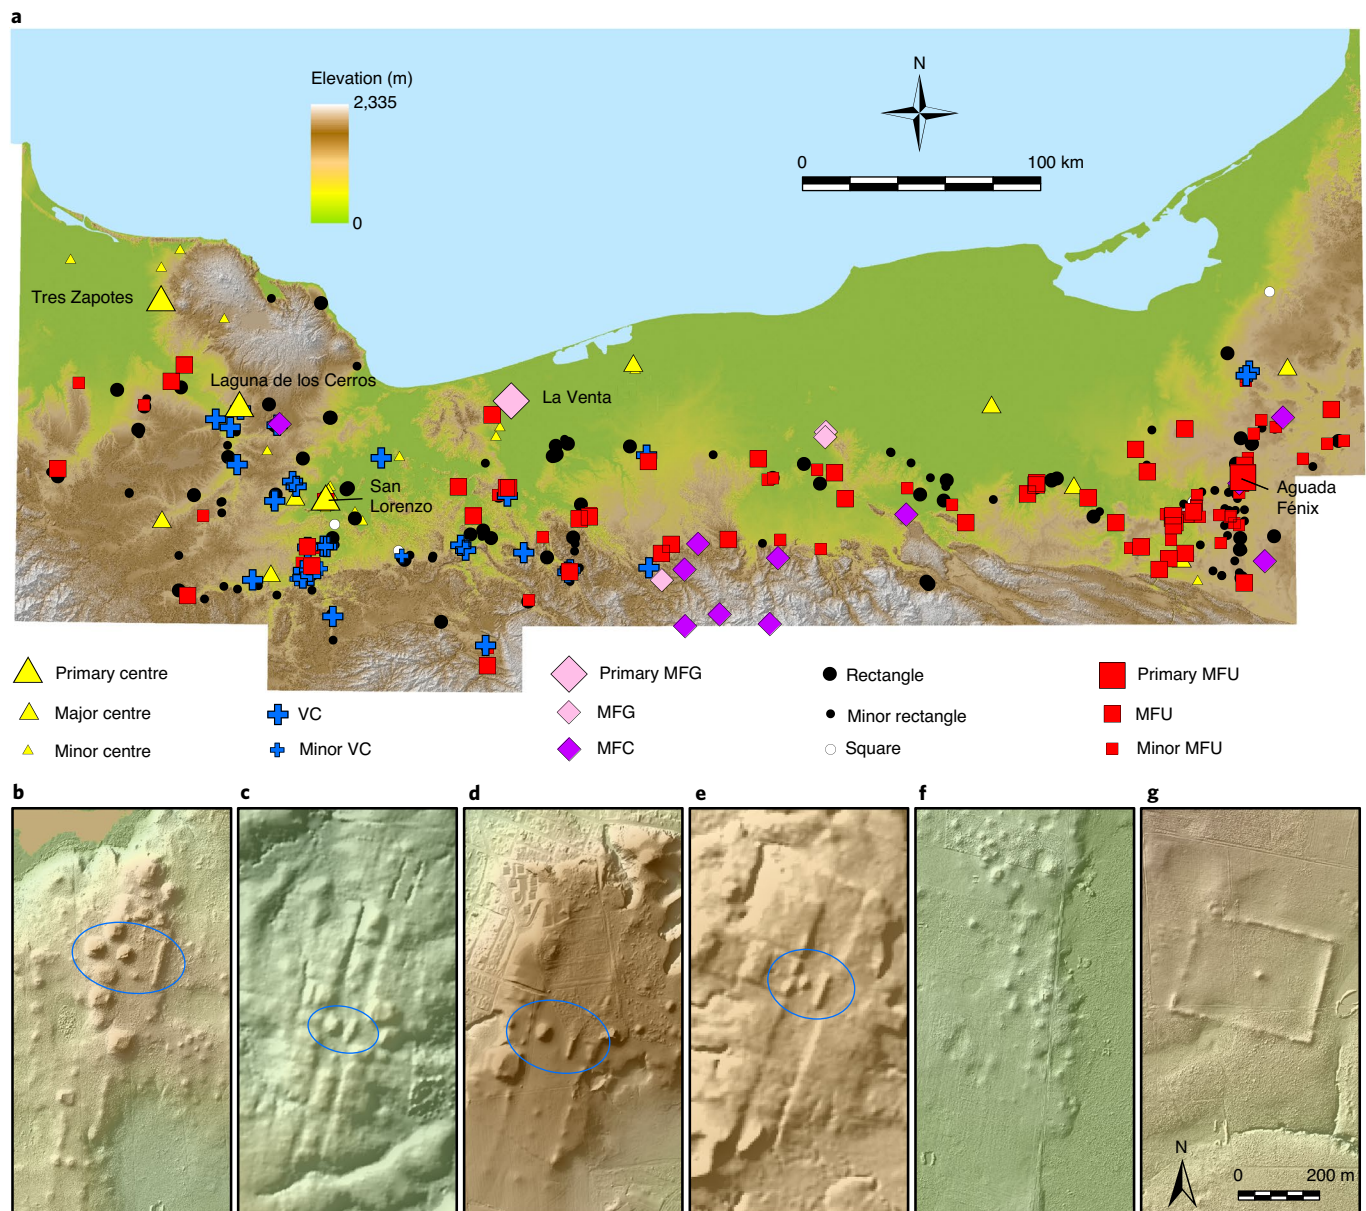 a
Elevation (m)
2,335
0
N
0 100 km
Tres Zapotes
Laguna de los Cerros
La Venta
San
Lorenzo
Aguada
Fénix
Primary centre
Major centre
Minor centre
VC
Minor VC
Primary MFG
MFG
MFC
Rectangle
Minor rectangle
Square
Primary MFU
MFU
Minor MFU
b
c
d
e
f
g
N
0 200 m